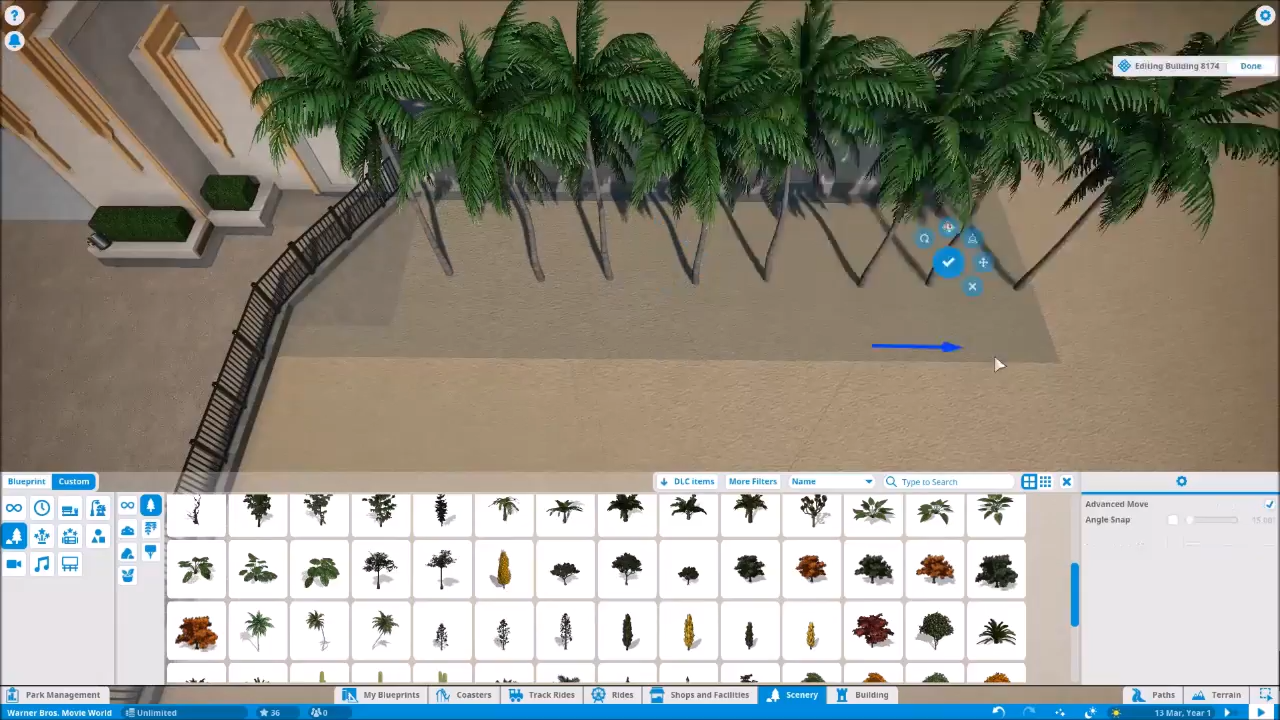 ?
Editing Building 8174 Done
Blueprint Custom
DLC items More Filters Name Type to Search
Advanced Move
Angle Snap
Park Management My Blueprints Coasters Track Rides Rides Shops and Facilities Scenery Building Paths Terrain
Warner Bros. Movie World Unlimited 36 0 13 Mar, Year 1